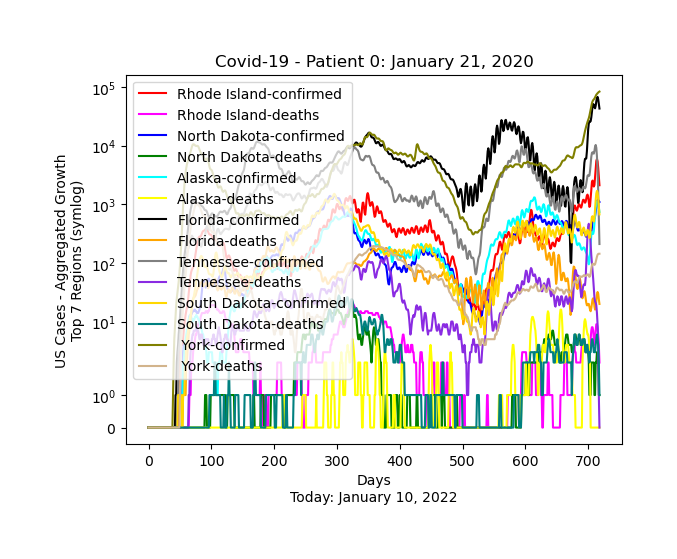 Covid-19 - Patient 0: January 21, 2020
US Cases - Aggregated Growth
Top 7 Regions (symlog)
10^5
10^4
10^3
10^2
10^1
10^0
0
Rhode Island-confirmed
Rhode Island-deaths
North Dakota-confirmed
North Dakota-deaths
Alaska-confirmed
Alaska-deaths
Florida-confirmed
Florida-deaths
Tennessee-confirmed
Tennessee-deaths
South Dakota-confirmed
South Dakota-deaths
York-confirmed
York-deaths
0 100 200 300 400 500 600 700
Days
Today: January 10, 2022